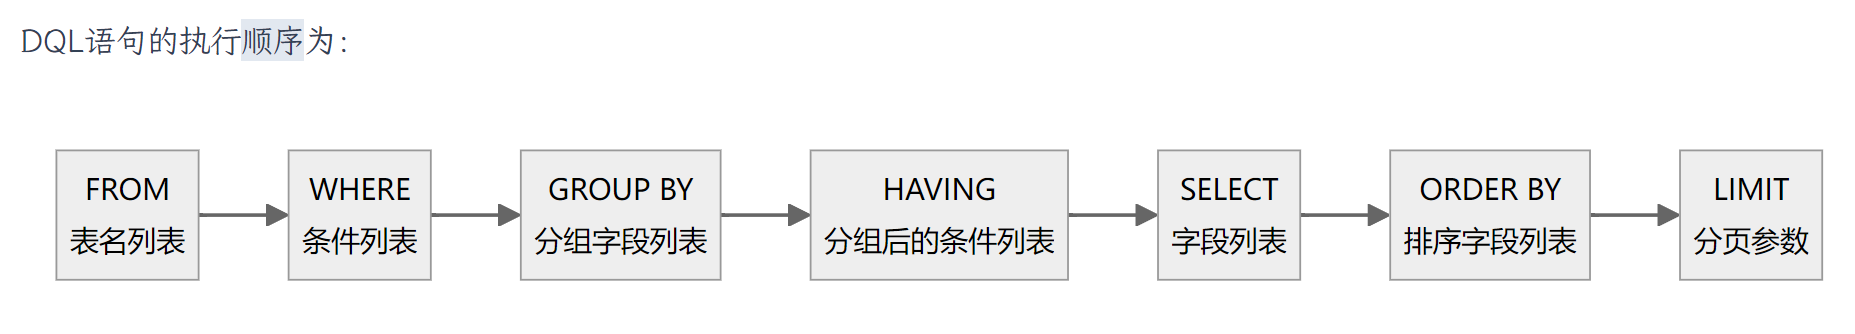 DQL语句的执行顺序为：
FROM
表名列表
WHERE
条件列表
GROUP BY
分组字段列表
HAVING
分组后的条件列表
SELECT
字段列表
ORDER BY
排序字段列表
LIMIT
分页参数